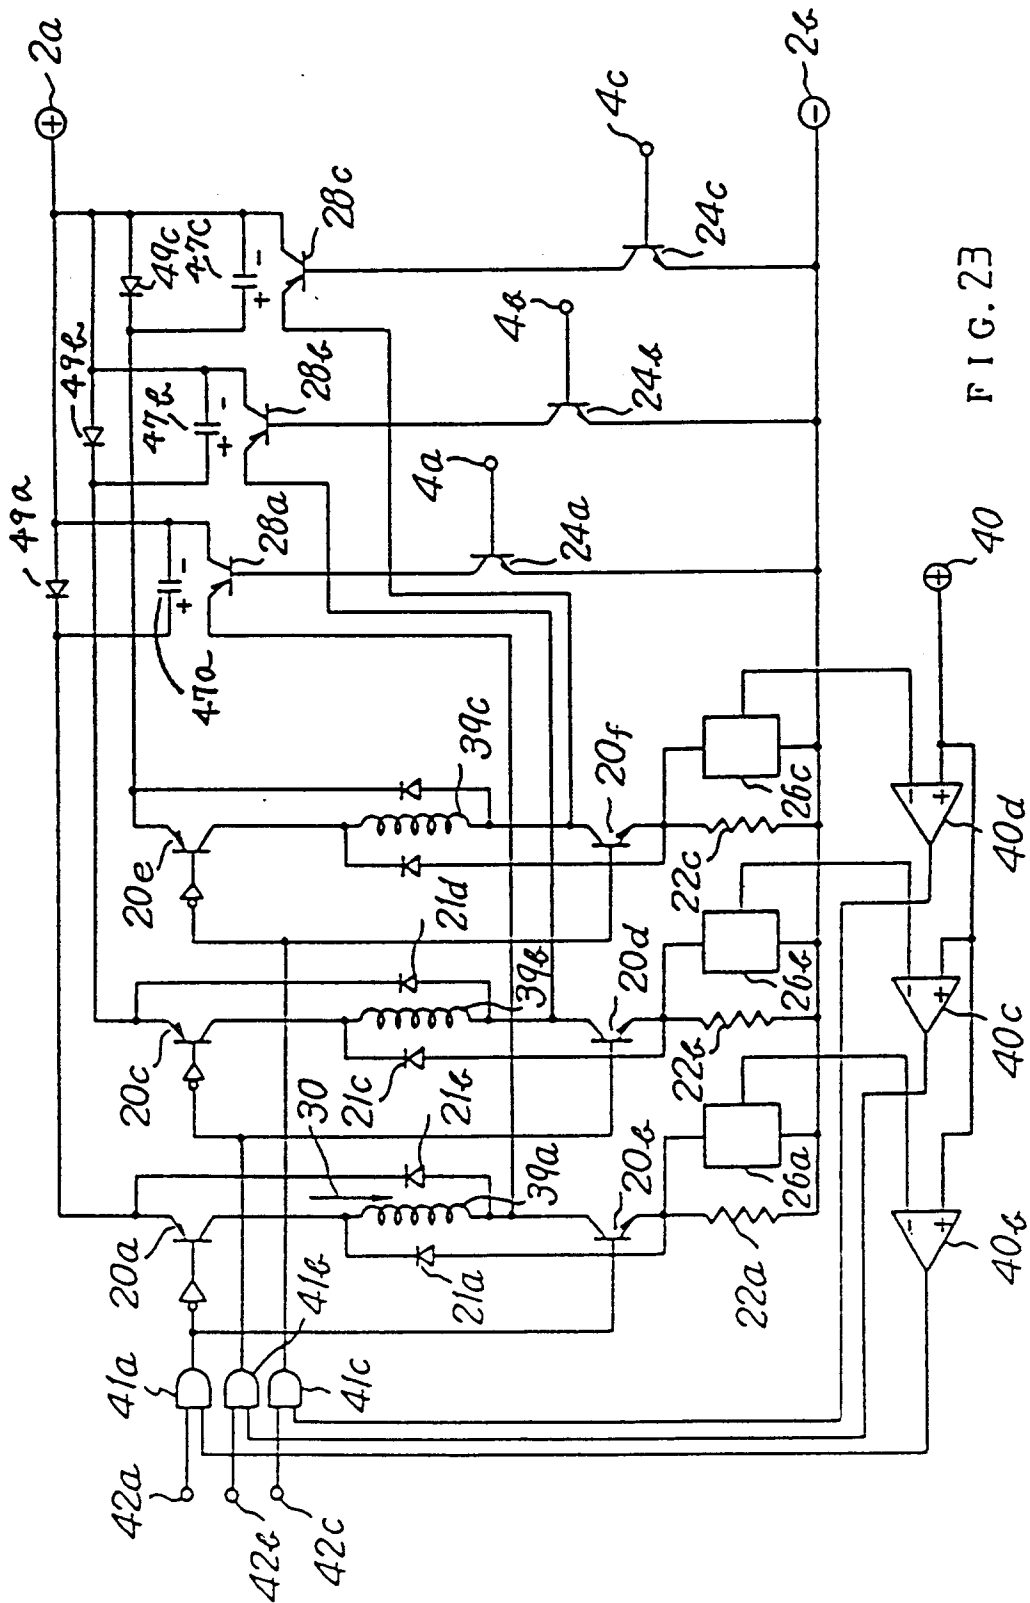 2a
49a
49b
49c
47c
+
-
28c
4c
24c
2b
47b
+
-
28b
4b
24b
47a
+
-
28a
4a
24a
40
20e
39c
20f
22c
26c
40d
20c
21d
39b
21c
20d
22b
26b
40c
20a
30
21b
39a
21a
20b
22a
26a
40b
41a
41b
41c
42a
42b
42c
+
-
+
-
+
-
+
+
-
FIG. 23